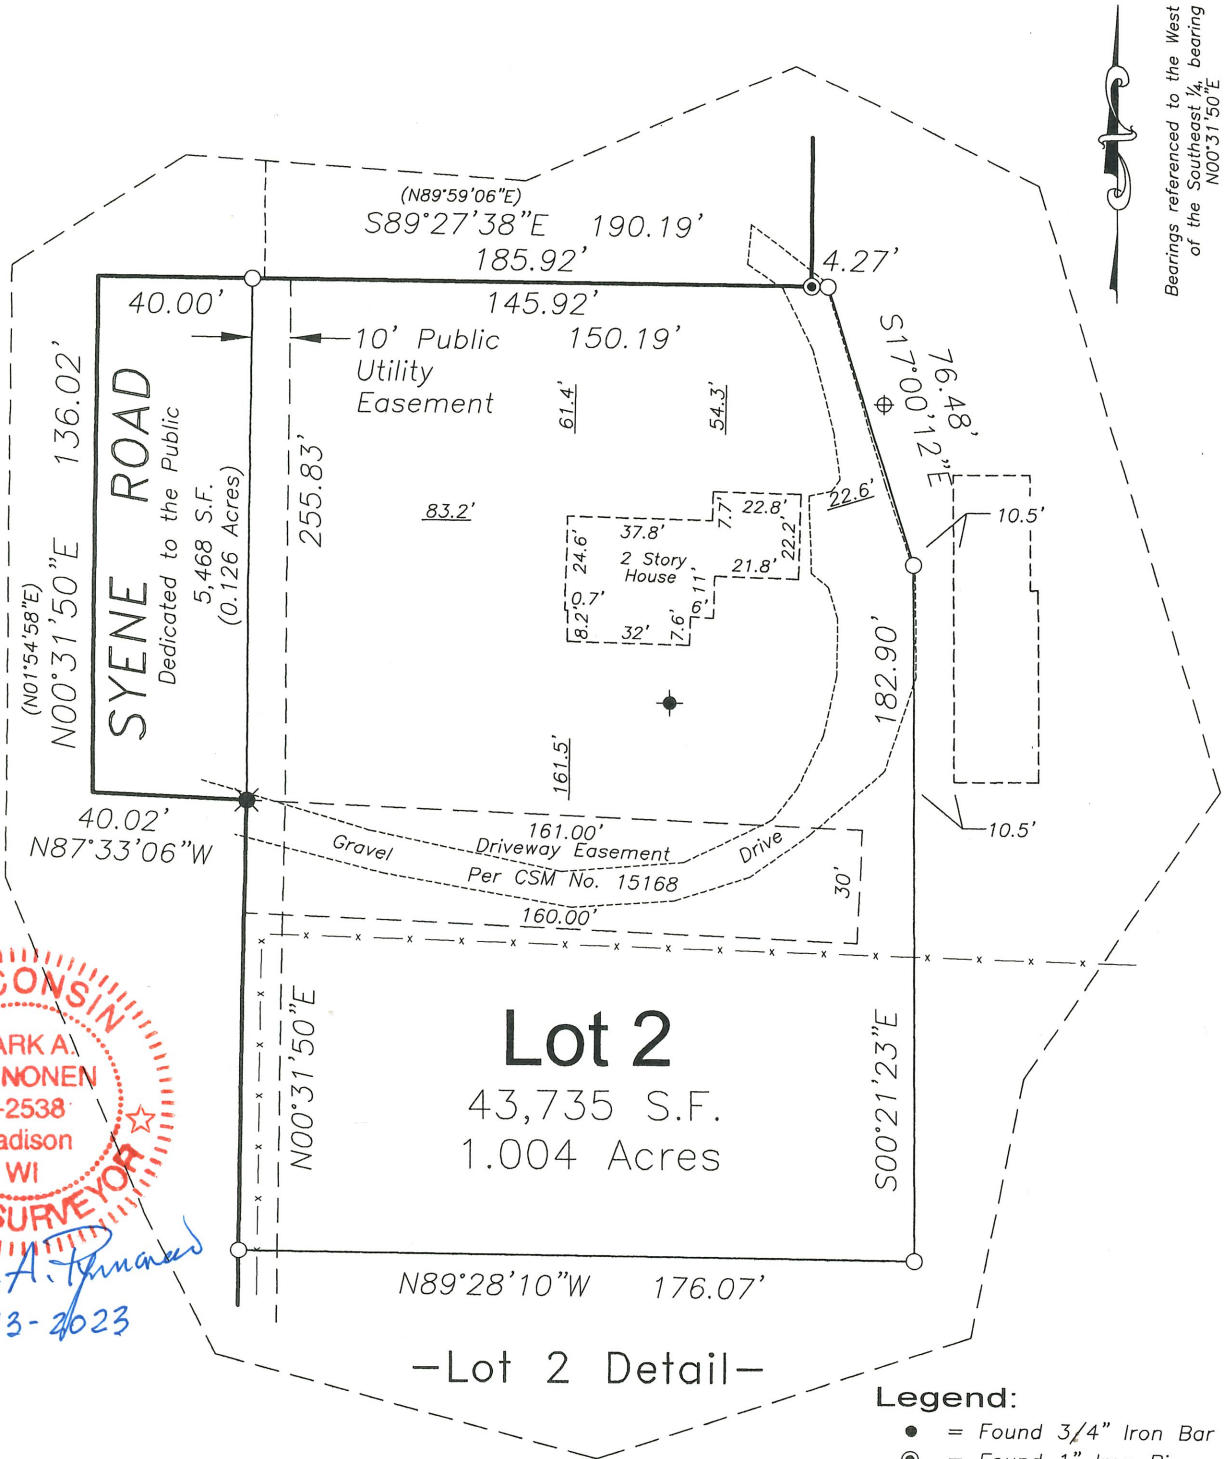 Bearings referenced to the West
of the Southeast ¼, bearing
N00°31'50"E
(N89°59'06"E)
S89°27'38"E 190.19'
185.92'
4.27'
40.00'
145.92'
10' Public 150.19'
Utility
Easement
S17°00'12"E
76.48'
61.4'
54.3'
(N01°54'58"E)
N00°31'50"E 136.02'
SYENE ROAD
Dedicated to the Public
5,468 S.F.
(0.126 Acres)
255.83'
83.2'
22.6'
10.5'
37.8'
7.7'
22.8'
22.2'
24.6'
2 Story
House
21.8'
11'
0.7'
6'
8.2'
32'
7.6'
182.90'
161.5'
40.02'
N87°33'06"W
161.00'
Gravel Driveway Easement Drive
Per CSM No. 15168
10.5'
30'
160.00'
CONSIN
ARK A.
NONEN
-2538
adison
WI
SURVEYOR
N00°31'50"E
Lot 2
43,735 S.F.
1.004 Acres
S00°21'23"E
3-2023
N89°28'10"W 176.07'
-Lot 2 Detail-
Legend:
= Found 3/4" Iron Bar
= Found 1" Iron Pi